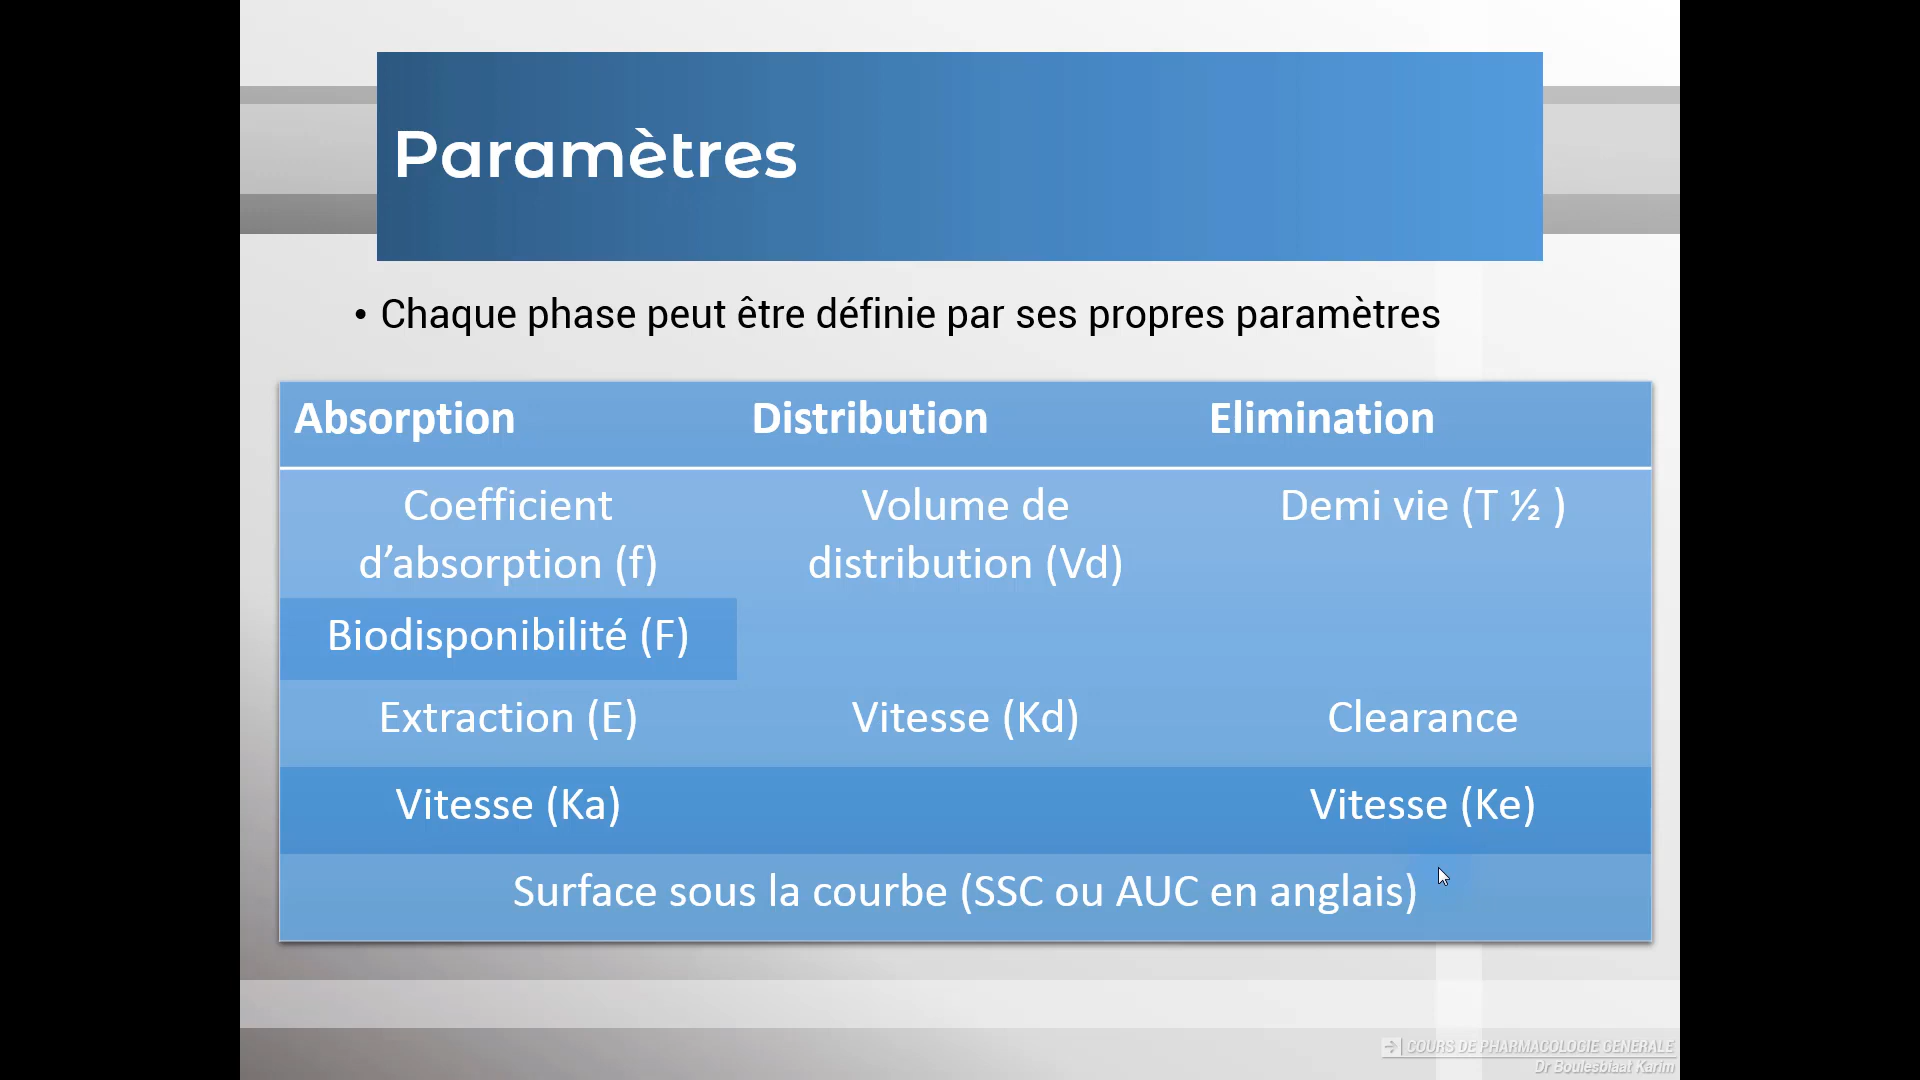 Paramètres
• Chaque phase peut être définie par ses propres paramètres
Absorption Distribution Elimination
Coefficient
d’absorption (f)
Volume de
distribution (Vd)
Demi vie (T ½ )
Biodisponibilité (F)
Extraction (E) Vitesse (Kd) Clearance
Vitesse (Ka) Vitesse (Ke)
Surface sous la courbe (SSC ou AUC en anglais)
COURS DE PHARMACOLOGIE GENERALE
Dr Boulesblaat Karim